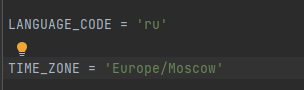 LANGUAGE_CODE = 'ru'
TIME_ZONE = 'Europe/Moscow'